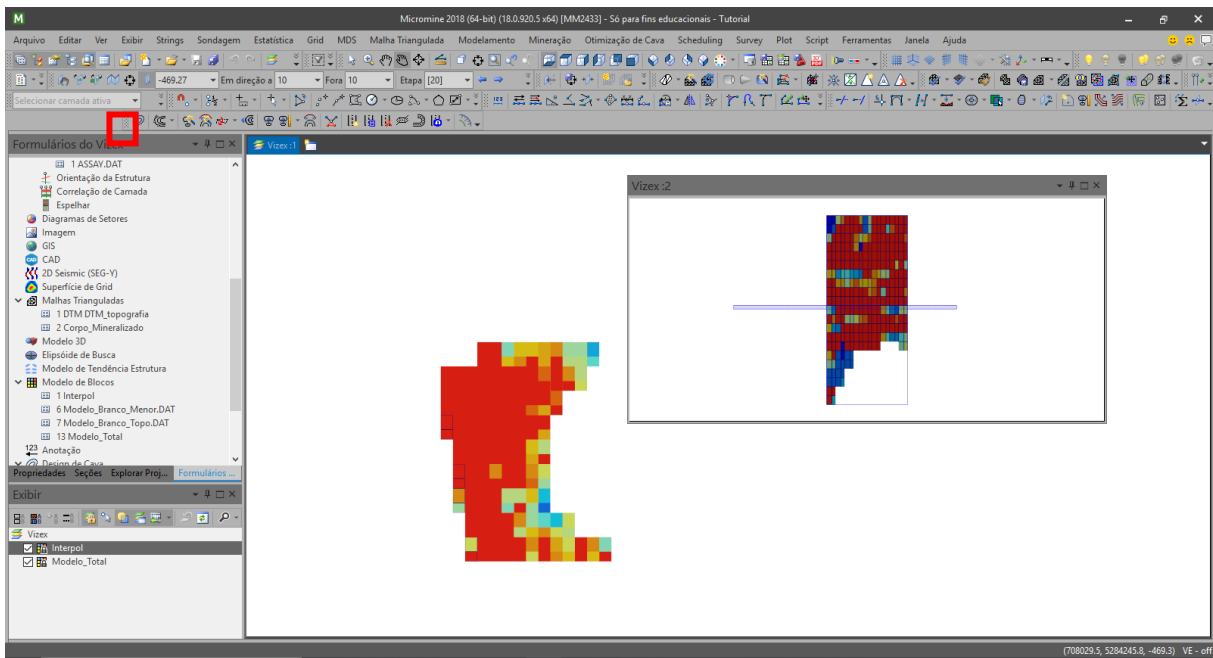 M
Micromine 2018 (64-bit) (18.0.920.5 x64) [MM2433] - Só para fins educacionais - Tutorial
Arquivo Editar Ver Exibir Strings Sondagem Estatística Grid MDS Malha Triangulada Modelamento Mineração Otimização de Cava Scheduling Survey Plot Script Ferramentas Janela Ajuda
-469.27 Em direção a 10 Fora 10 Etapa [20]
Selecionar camada ativa
Formulários do Vizex
Vizex :1
1 ASSAY.DAT
Orientação da Estrutura
Correlação de Camada
Espelhar
Diagramas de Setores
Imagem
GIS
CAD
2D Seismic (SEG-Y)
Superfície de Grid
Malhas Trianguladas
1 DTM DTM_topografia
2 Corpo_Mineralizado
Modelo 3D
Elipsóide de Busca
Modelo de Tendência Estrutura
Modelo de Blocos
1 Interpol
6 Modelo_Branco_Menor.DAT
7 Modelo_Branco_Topo.DAT
13 Modelo_Total
123 Anotação
Design de Cava
Propriedades Seções Explorar Proj... Formulários ...
Exibir
Vizex
Interpol
Modelo_Total
Vizex :2
(708029.5, 5284245.8, -469.3) VE - off